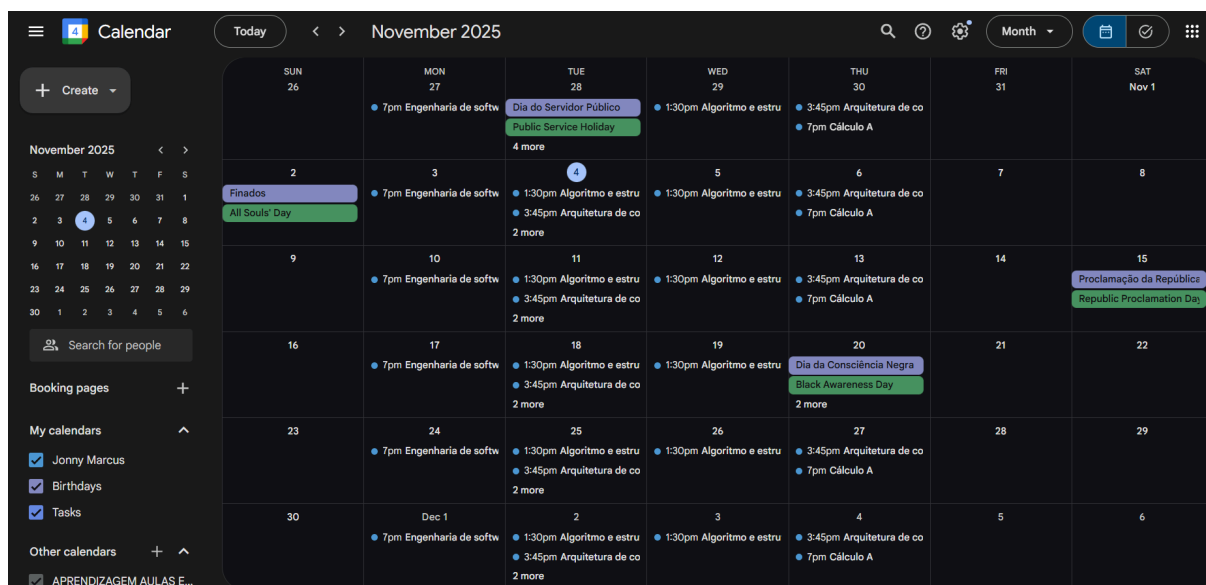 4 Calendar Today November 2025 Month
Create
November 2025
S M T W T F S
26 27 28 29 30 31 1
2 3 4 5 6 7 8
9 10 11 12 13 14 15
16 17 18 19 20 21 22
23 24 25 26 27 28 29
30 1 2 3 4 5 6
Search for people
Booking pages
My calendars
Jonny Marcus
Birthdays
Tasks
Other calendars
APRENDIZAGEM AULAS E...
SUN MON TUE WED THU FRI SAT
26 27 28 29 30 31 Nov 1
7pm Engenharia de softw Dia do Servidor Público 1:30pm Algoritmo e estru 3:45pm Arquitetura de co
Public Service Holiday 7pm Cálculo A
4 more
2 3 4 5 6 7 8
Finados 7pm Engenharia de softw 1:30pm Algoritmo e estru 1:30pm Algoritmo e estru 3:45pm Arquitetura de co
All Souls' Day 3:45pm Arquitetura de co 7pm Cálculo A
2 more
9 10 11 12 13 14 15
7pm Engenharia de softw 1:30pm Algoritmo e estru 1:30pm Algoritmo e estru 3:45pm Arquitetura de co Proclamação da República
3:45pm Arquitetura de co 7pm Cálculo A Republic Proclamation Day
2 more
16 17 18 19 20 21 22
7pm Engenharia de softw 1:30pm Algoritmo e estru 1:30pm Algoritmo e estru Dia da Consciência Negra
3:45pm Arquitetura de co Black Awareness Day
2 more 2 more
23 24 25 26 27 28 29
7pm Engenharia de softw 1:30pm Algoritmo e estru 1:30pm Algoritmo e estru 3:45pm Arquitetura de co
3:45pm Arquitetura de co 7pm Cálculo A
2 more
30 Dec 1 2 3 4 5 6
7pm Engenharia de softw 1:30pm Algoritmo e estru 1:30pm Algoritmo e estru 3:45pm Arquitetura de co
3:45pm Arquitetura de co 7pm Cálculo A
2 more